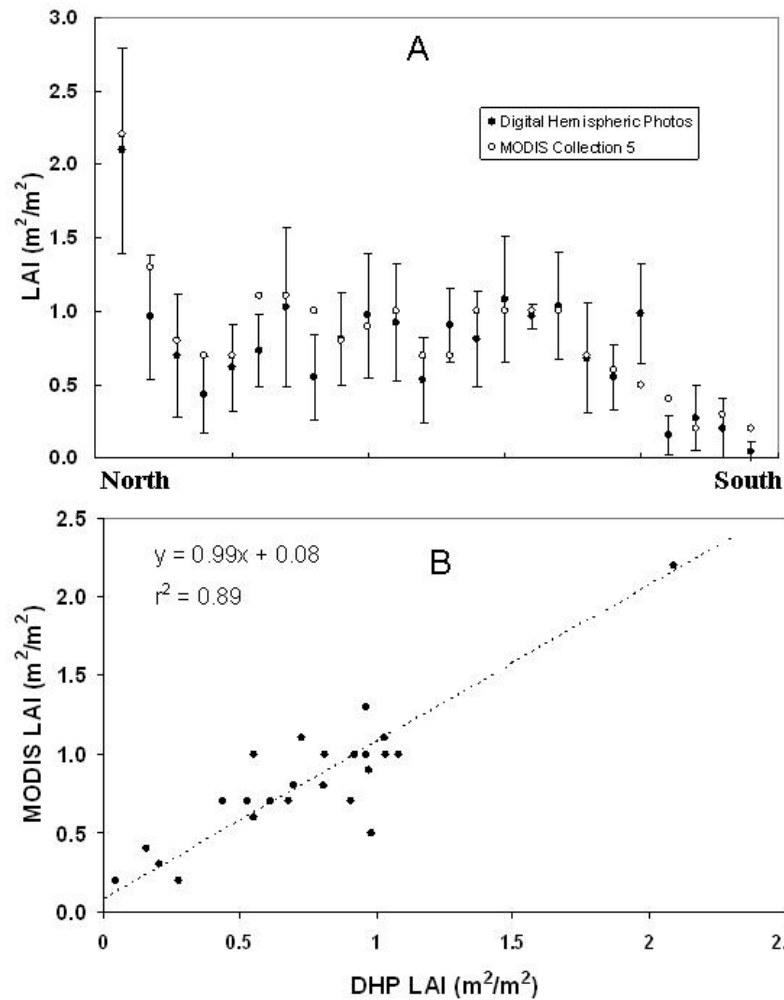 A
3.0
2.5
2.0
1.5
1.0
0.5
0.0
LAI (m²/m²)
Digital Hemispheric Photos
MODIS Collection 5
North South
B
y = 0.99x + 0.08
r² = 0.89
2.5
2.0
1.5
1.0
0.5
0.0
MODIS LAI (m²/m²)
0 0.5 1 1.5 2 2.
DHP LAI (m²/m²)